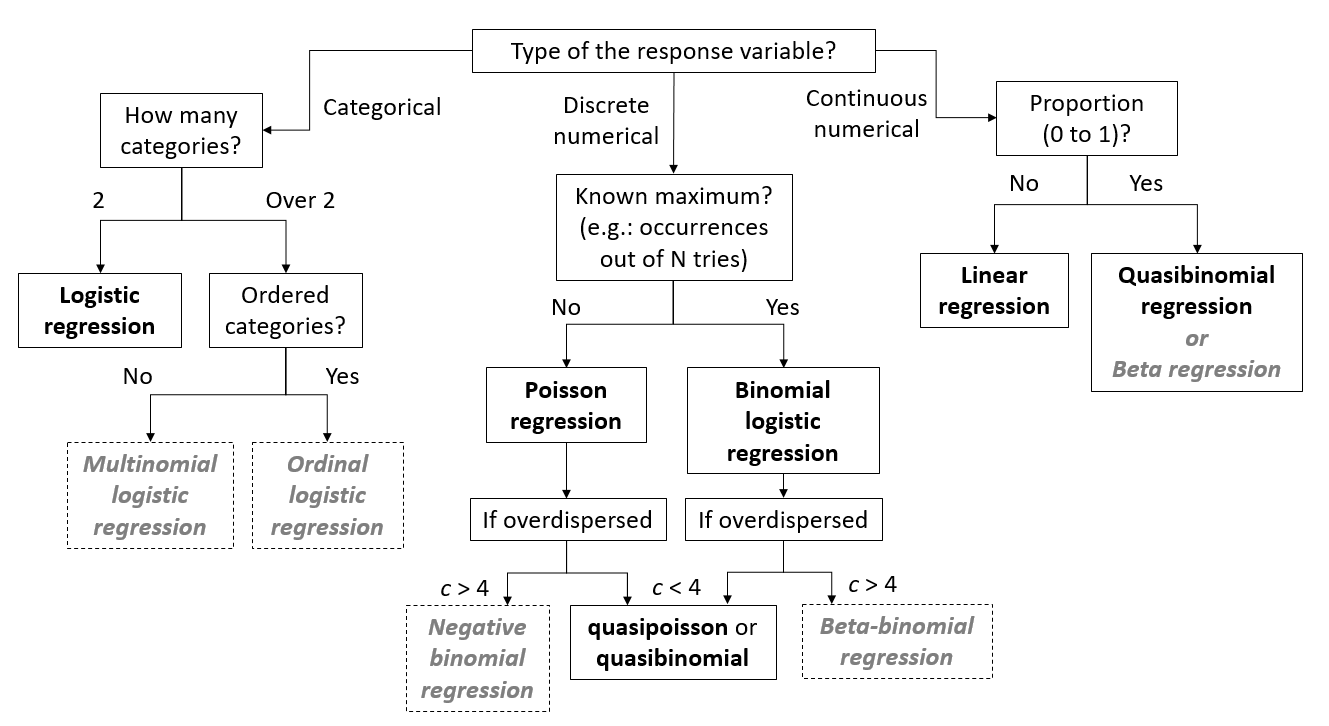 Type of the response variable?
Categorical
Discrete
numerical
Continuous
numerical
How many
categories?
Known maximum?
(e.g.: occurrences
out of N tries)
Proportion
(0 to 1)?
2
Over 2
No
Yes
No
Yes
Logistic
regression
Ordered
categories?
Linear
regression
Quasibinomial
regression
or
Beta regression
No
Yes
Poisson
regression
Binomial
logistic
regression
Multinomial
logistic
regression
Ordinal
logistic
regression
If overdispersed
If overdispersed
c > 4
c < 4
c > 4
Negative
binomial
regression
quasipoisson or
quasibinomial
Beta-binomial
regression